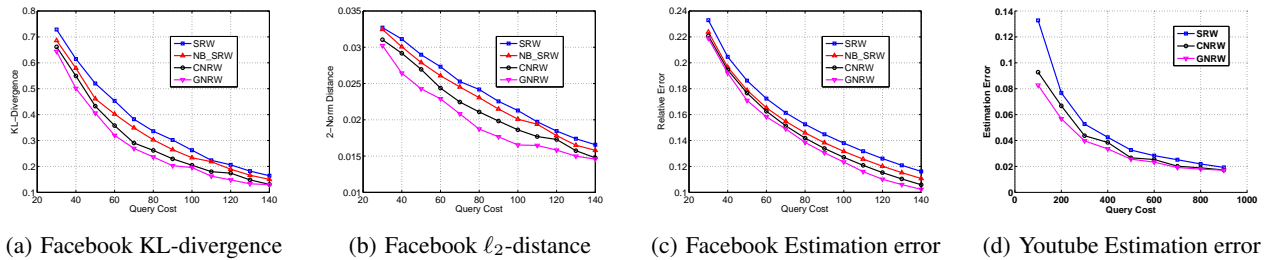 0.8
0.7
0.6
0.5
0.4
0.3
0.2
0.1
20 40 60 80 100 120 140
KL−Divergence
Query Cost
SRW
NB_SRW
CNRW
GNRW
(a) Facebook KL-divergence
0.035
0.03
0.025
0.02
0.015
0.01
20 40 60 80 100 120 140
2−Norm Distance
Query Cost
SRW
NB_SRW
CNRW
GNRW
(b) Facebook ℓ2-distance
0.24
0.22
0.2
0.18
0.16
0.14
0.12
0.1
20 40 60 80 100 120 140
Relative Error
Query Cost
SRW
NB_SRW
CNRW
GNRW
(c) Facebook Estimation error
0.14
0.12
0.1
0.08
0.06
0.04
0.02
0
0 200 400 600 800 1000
Estimation Error
Query Cost
SRW
CNRW
GNRW
(d) Youtube Estimation error